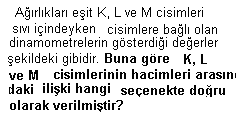 Ağırlıkları eşit K, L ve M cisimleri
sıvı içindeyken cisimlere bağlı olan
dinamometrelerin gösterdiği değerler
şekildeki gibidir. Buna göre K, L
ve M cisimlerinin hacimleri arasın
daki ilişki hangi seçenekte doğru
olarak verilmiştir?